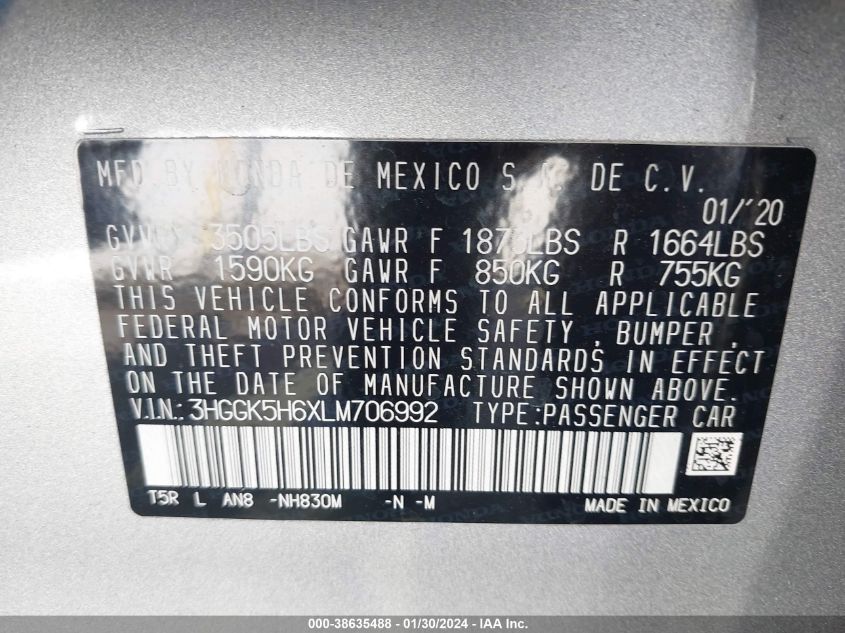 MFD.BY HONDA DE MEXICO S.A. DE C.V.
01/'20
GVWR 3505LBS GAWR F LBS R 1664LBS
GVWR 1590KG GAWR F 850KG R 755KG
THIS VEHICLE CONFORMS TO ALL APPLICABLE
FEDERAL MOTOR VEHICLE SAFETY , BUMPER ,
AND THEFT PREVENTION STANDARDS IN EFFECT
ON THE DATE OF MANUFACTURE SHOWN ABOVE.
V.I.N.:3HGGK5H6XLM706992 TYPE:PASSENGER CAR
T5R L AN8 -NH830M -N -M MADE IN MEXICO
000-38635488 - 01/30/2024 - IAA Inc.